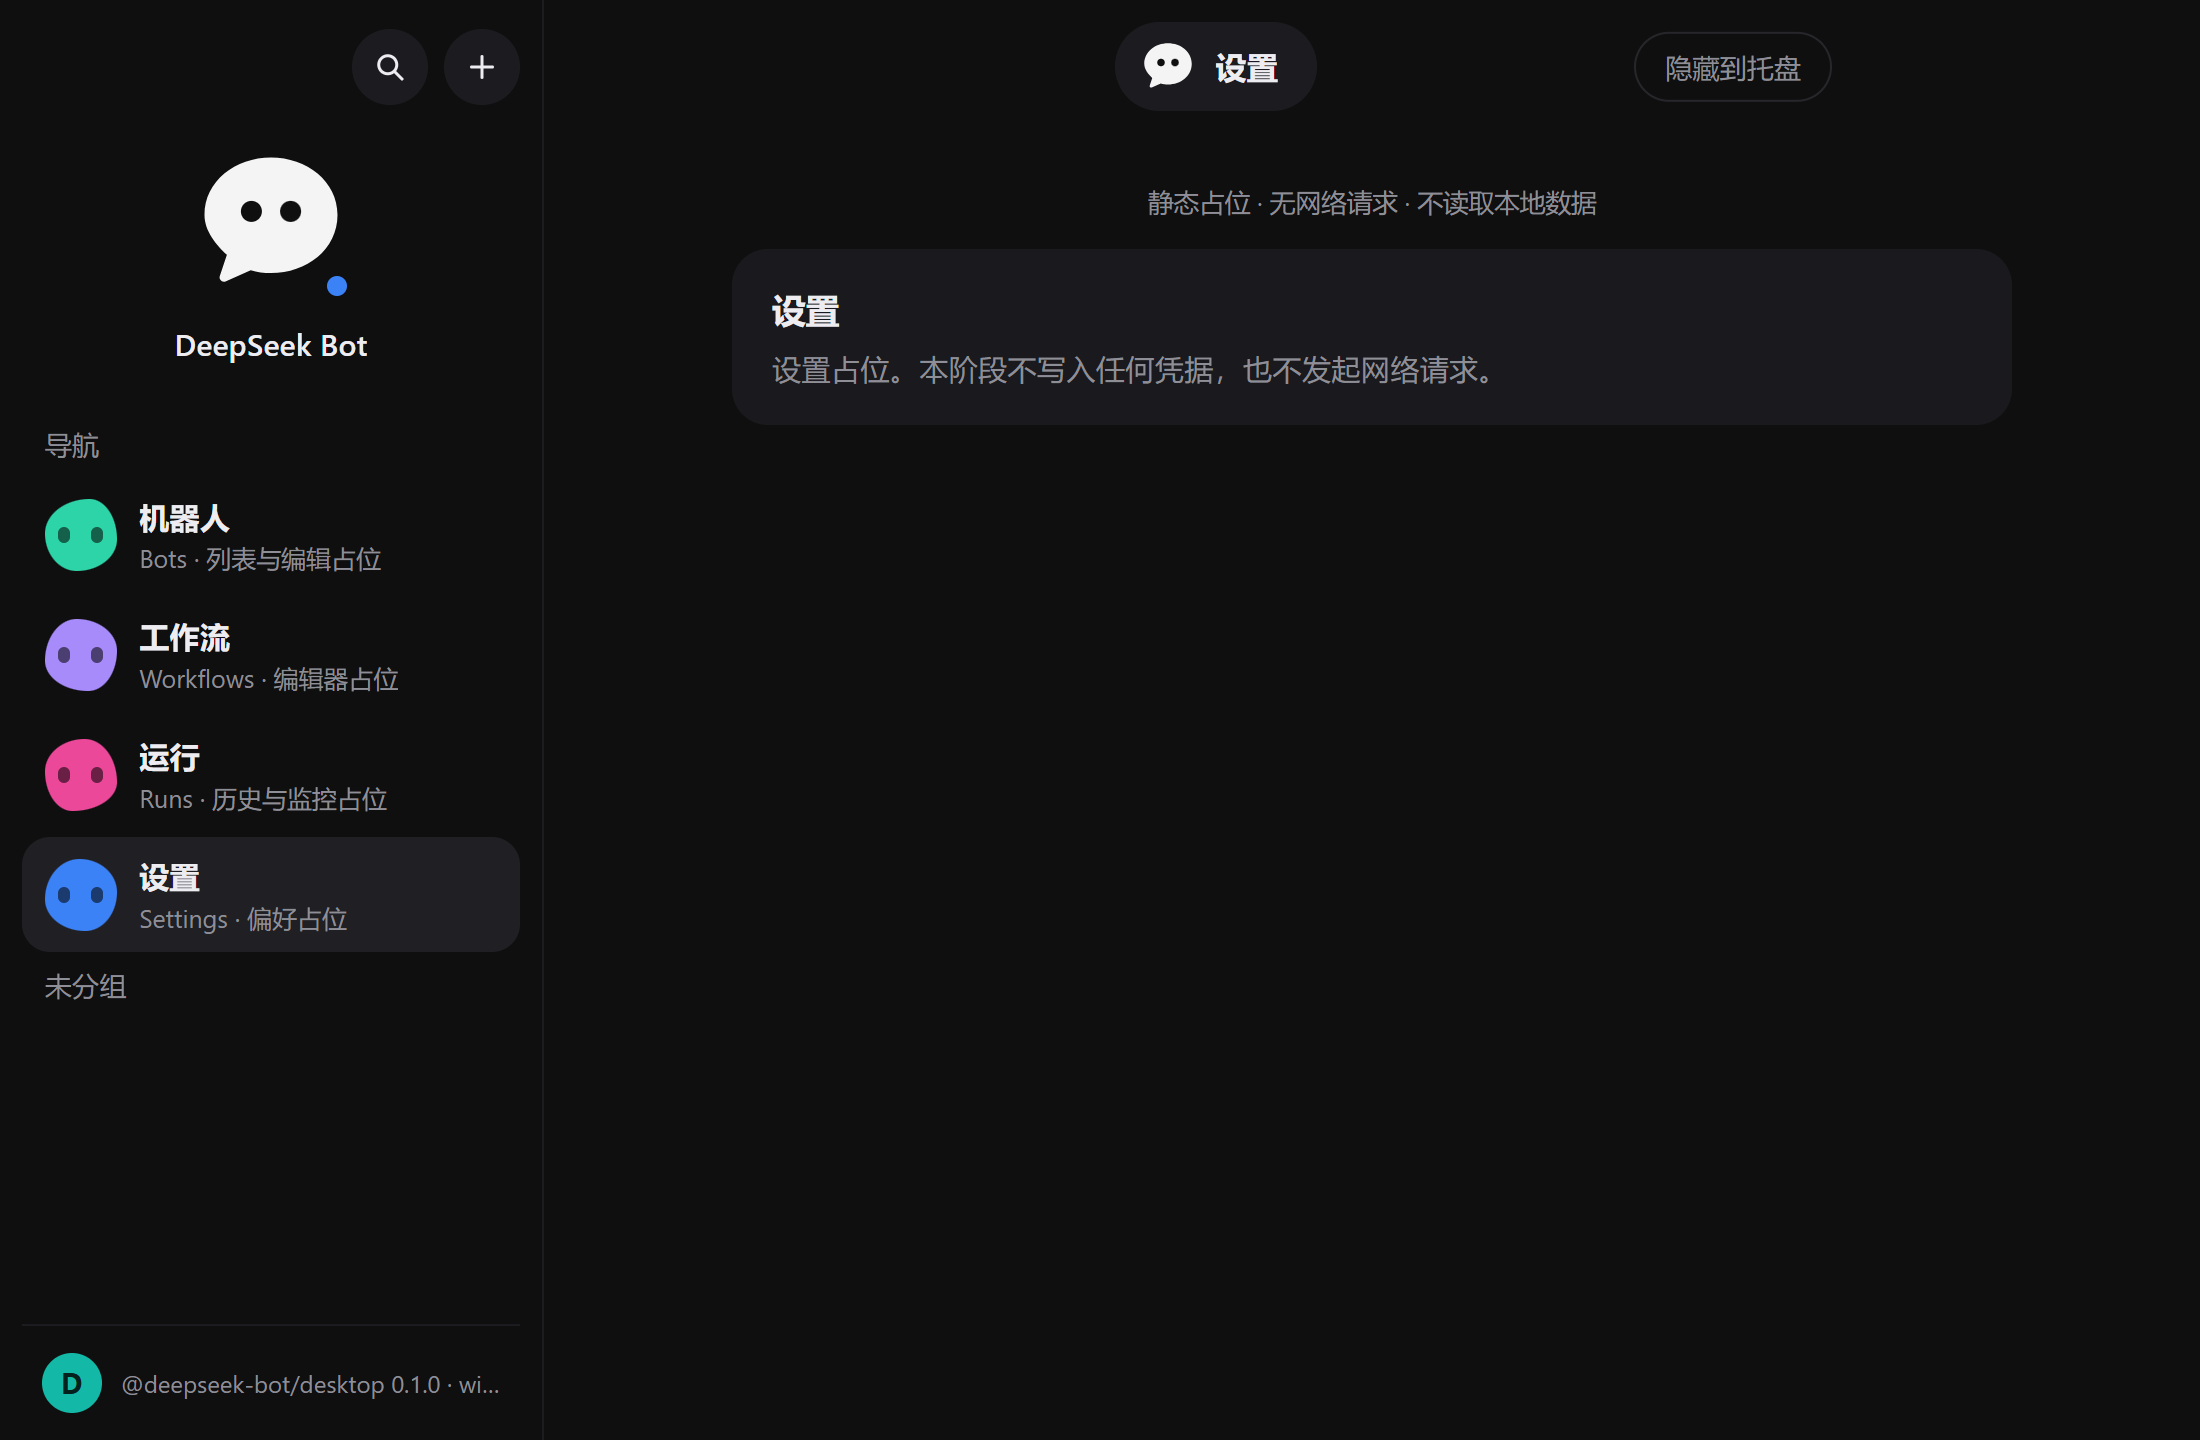 DeepSeek Bot
导航
机器人
Bots · 列表与编辑占位
工作流
Workflows · 编辑器占位
运行
Runs · 历史与监控占位
设置
Settings · 偏好占位
未分组
D
@deepseek-bot/desktop 0.1.0 · wi...
设置
隐藏到托盘
静态占位 · 无网络请求 · 不读取本地数据
设置
设置占位。本阶段不写入任何凭据，也不发起网络请求。